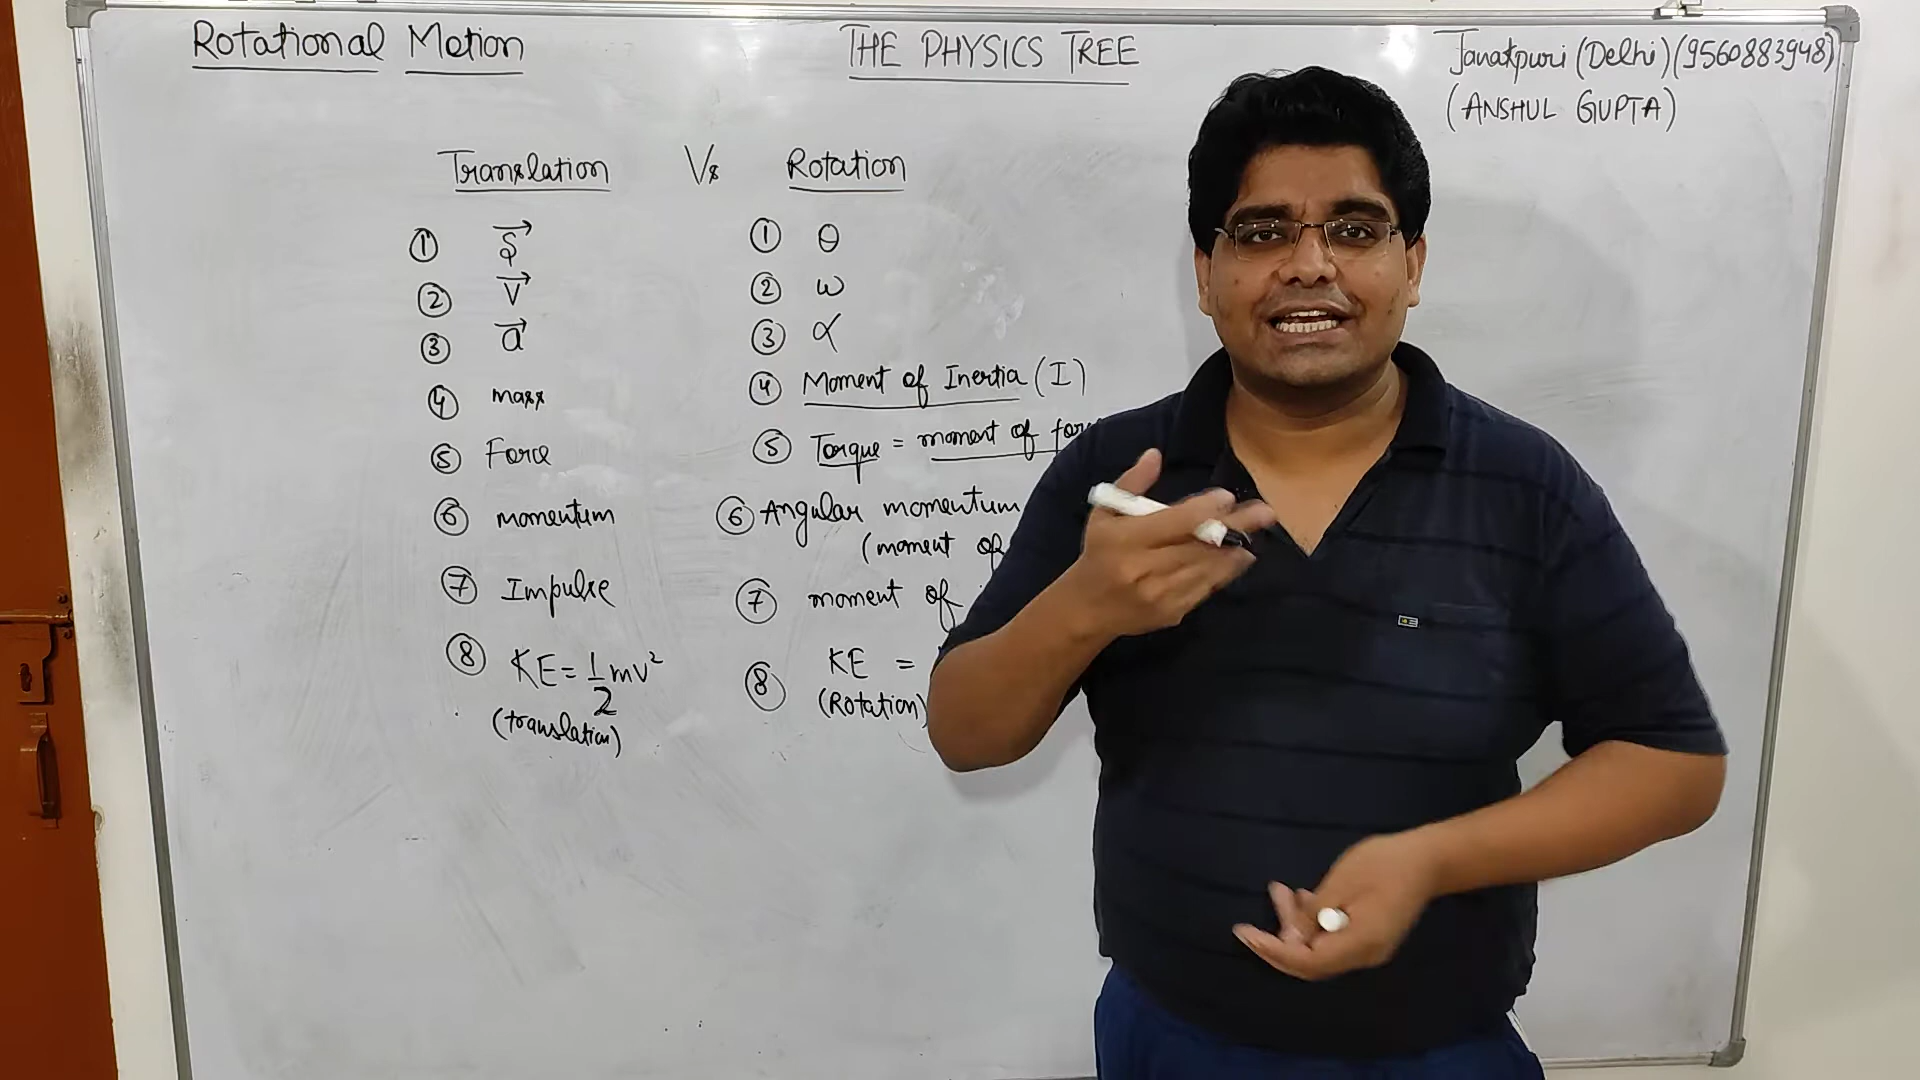 Rotational Motion
THE PHYSICS TREE
Janakpuri (Delhi) (9560883948)
(ANSHUL GUPTA)
Translation Vs Rotation
① S⃗
② V⃗
③ a⃗
④ mass
⑤ Force
⑥ momentum
⑦ Impulse
⑧ KE = 1/2 mv²
(translation)
① θ
② ω
③ α
④ Moment of Inertia (I)
⑤ Torque = moment of
⑥ Angular momentum
(moment of
⑦ moment of
⑧ KE =
(Rotation)